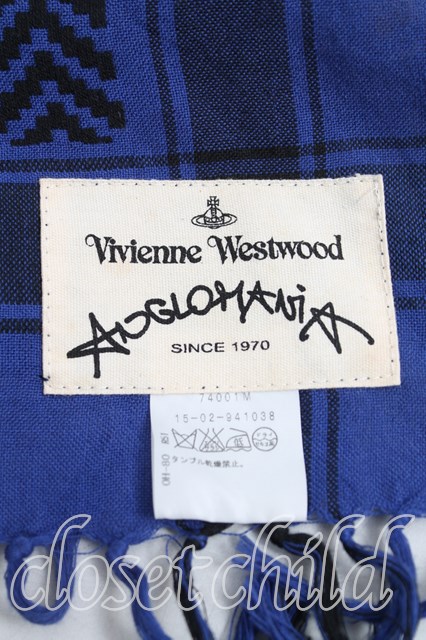 Vivienne Westwood
ANGLOMANIA
SINCE 1970
74001M
15-02-941038
タンブル乾燥禁止。
closet child